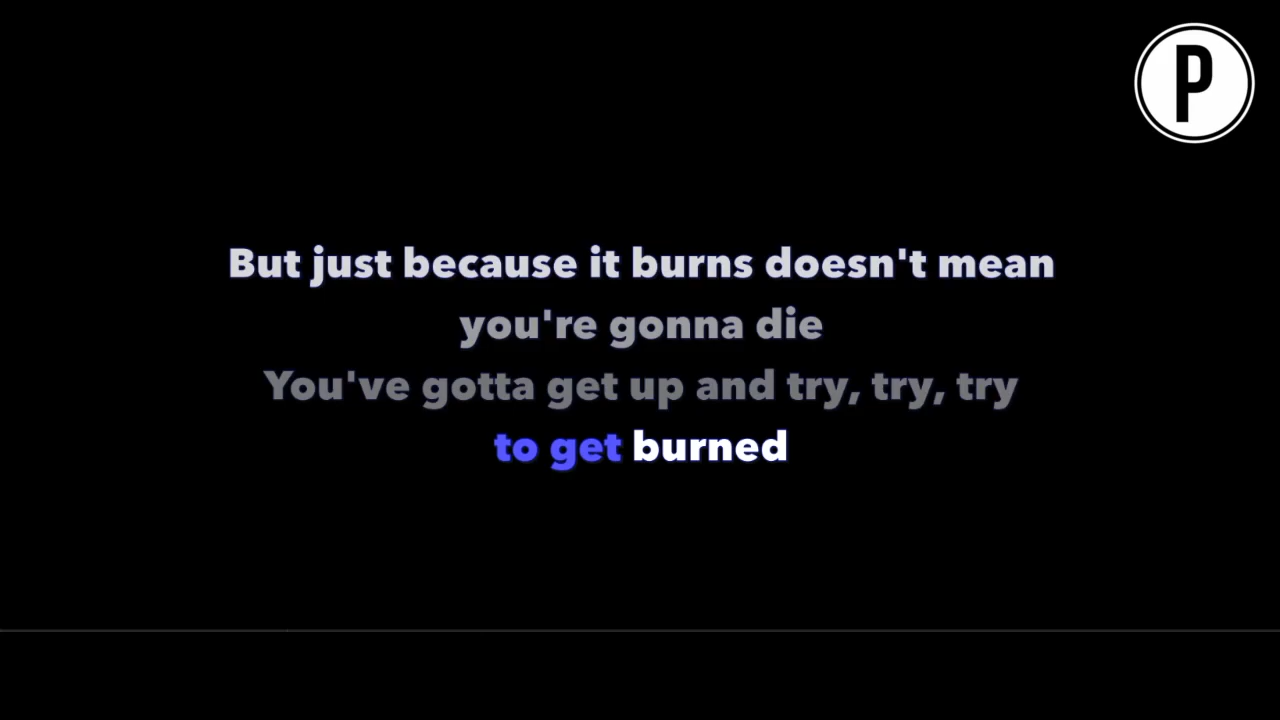 P
But just because it burns doesn't mean
you're gonna die
You've gotta get up and try, try, try
to get burned